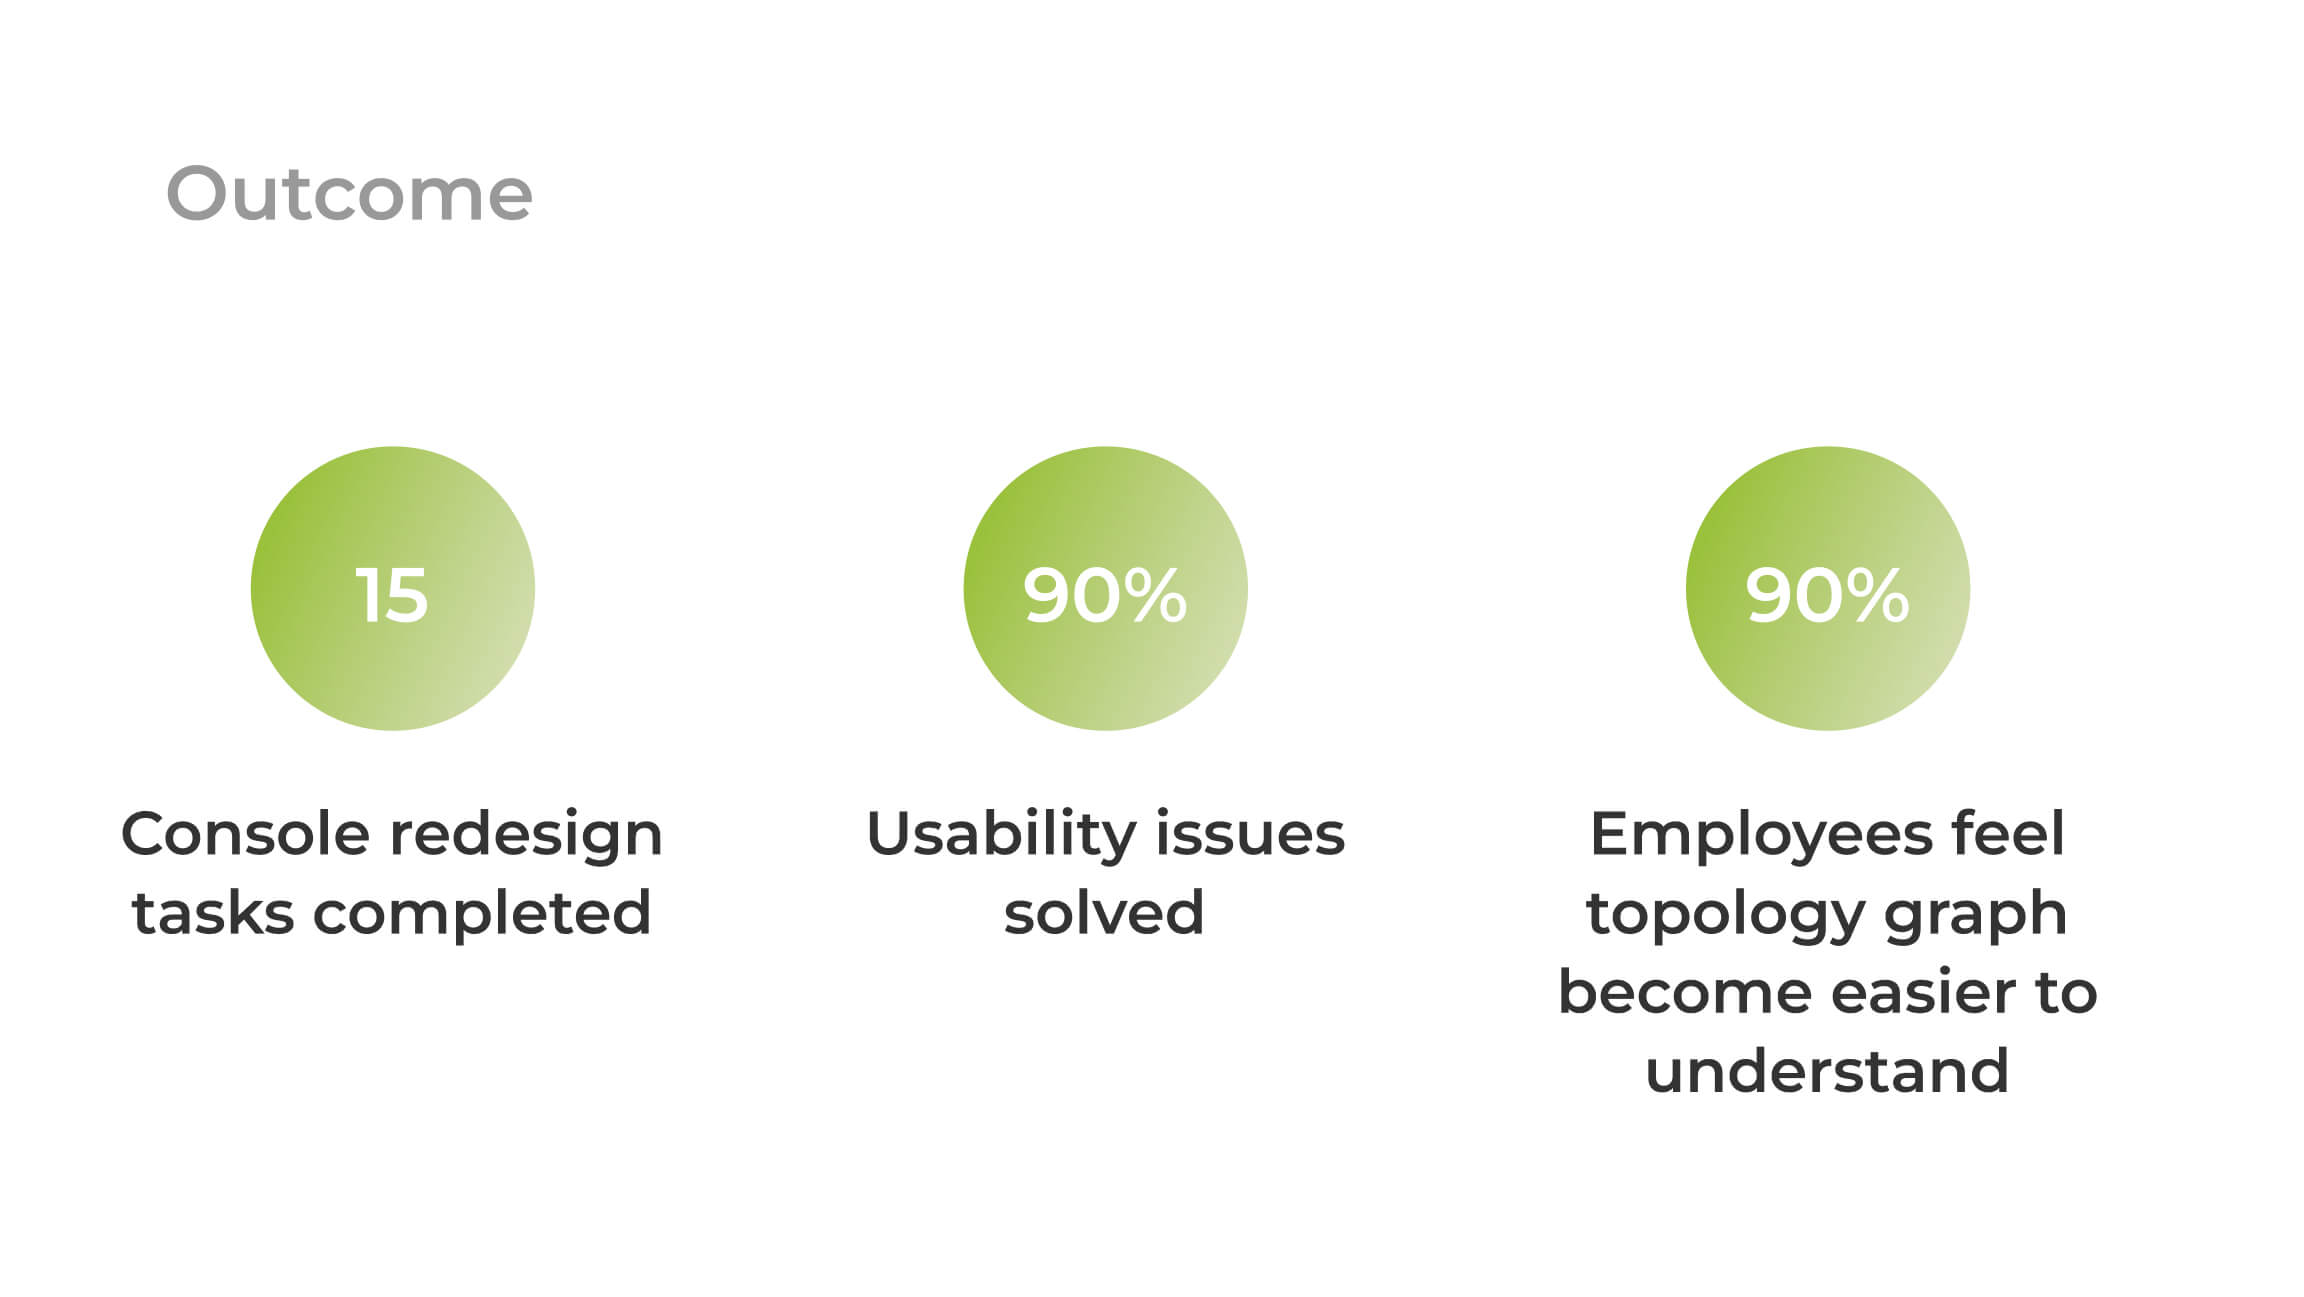 Outcome
15
Console redesign
tasks completed
90%
Usability issues
solved
90%
Employees feel
topology graph
become easier to
understand